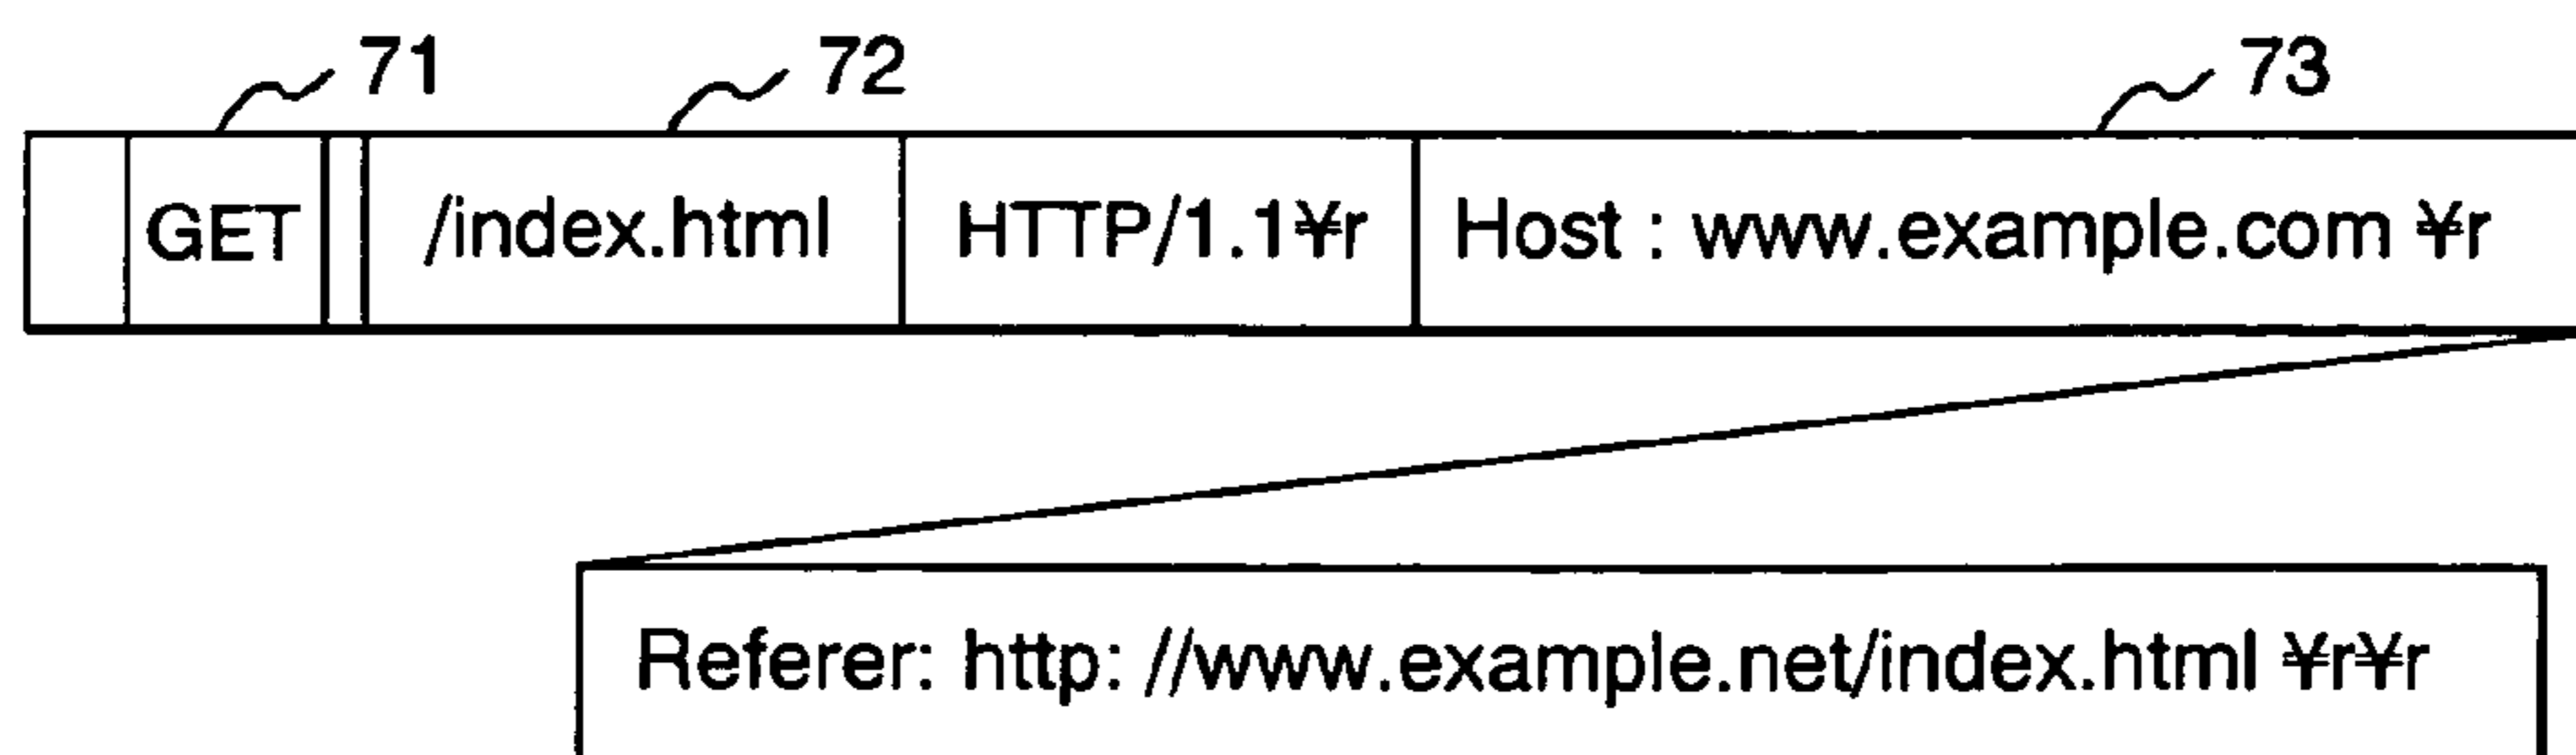 71 72 73
GET /index.html HTTP/1.1¥r Host : www.example.com ¥r
Referer: http: //www.example.net/index.html ¥r¥r